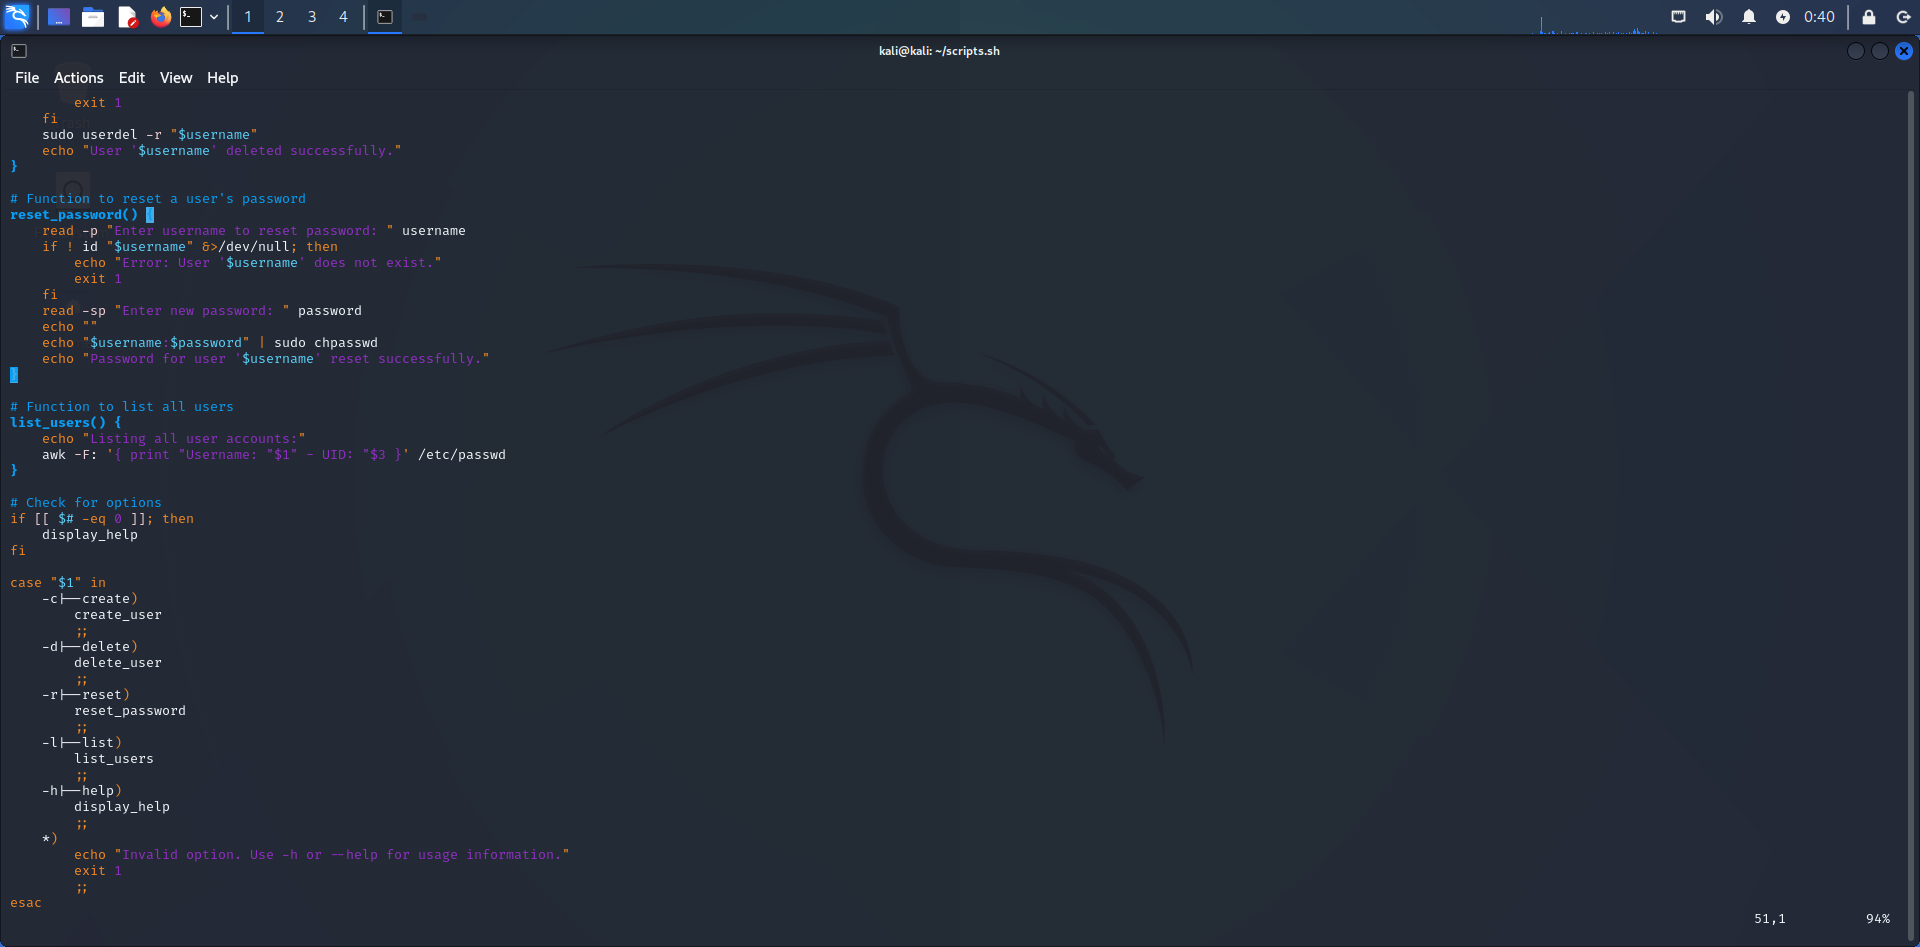 1 2 3 4 0:40
kali@kali: ~/scripts.sh
File Actions Edit View Help
        exit 1
    fi
    sudo userdel -r "$username"
    echo "User '$username' deleted successfully."
}

# Function to reset a user's password
reset_password() {
    read -p "Enter username to reset password: " username
    if ! id "$username" &>/dev/null; then
        echo "Error: User '$username' does not exist."
        exit 1
    fi
    read -sp "Enter new password: " password
    echo ""
    echo "$username:$password" | sudo chpasswd
    echo "Password for user '$username' reset successfully."
}

# Function to list all users
list_users() {
    echo "Listing all user accounts:"
    awk -F: '{ print "Username: "$1" - UID: "$3 }' /etc/passwd
}

# Check for options
if [[ $# -eq 0 ]]; then
    display_help
fi

case "$1" in
    -c|--create)
        create_user
        ;;
    -d|--delete)
        delete_user
        ;;
    -r|--reset)
        reset_password
        ;;
    -l|--list)
        list_users
        ;;
    -h|--help)
        display_help
        ;;
    *)
        echo "Invalid option. Use -h or --help for usage information."
        exit 1
        ;;
esac
51,1 94%